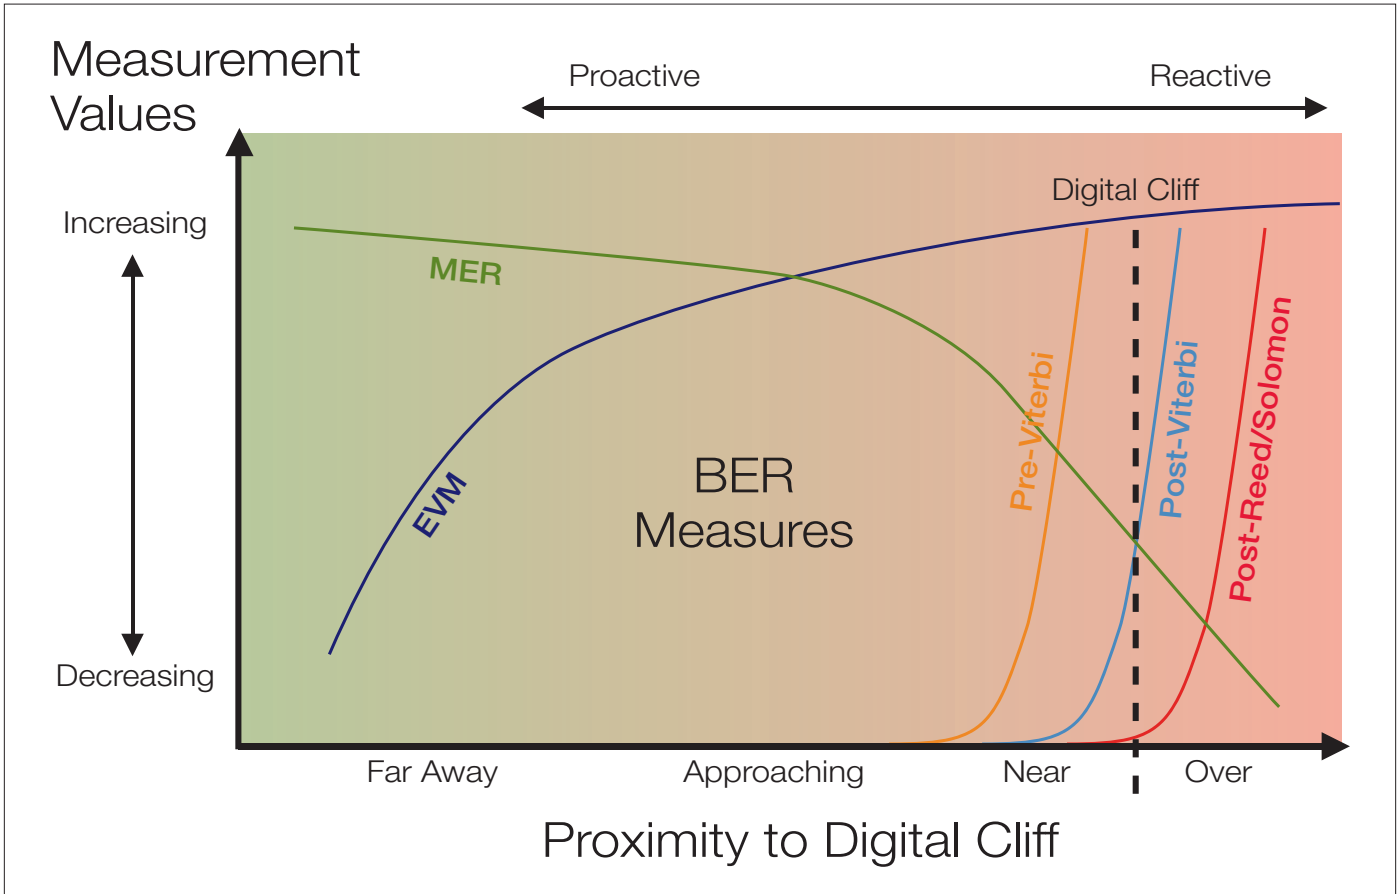 Measurement
Values
Proactive
Reactive
Digital Cliff
Increasing
MER
EVM
BER
Measures
Pre-Viterbi
Post-Viterbi
Post-Reed/Solomon
Decreasing
Far Away
Approaching
Near
Over
Proximity to Digital Cliff